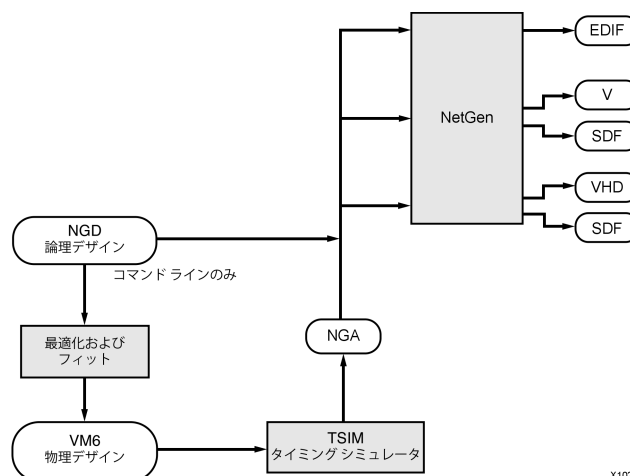 EDIF
NetGen
V
SDF
VHD
SDF
NGD
論理デザイン
コマンド ラインのみ
最適化および
フィット
NGA
VM6
物理デザイン
TSIM
タイミング シミュレータ